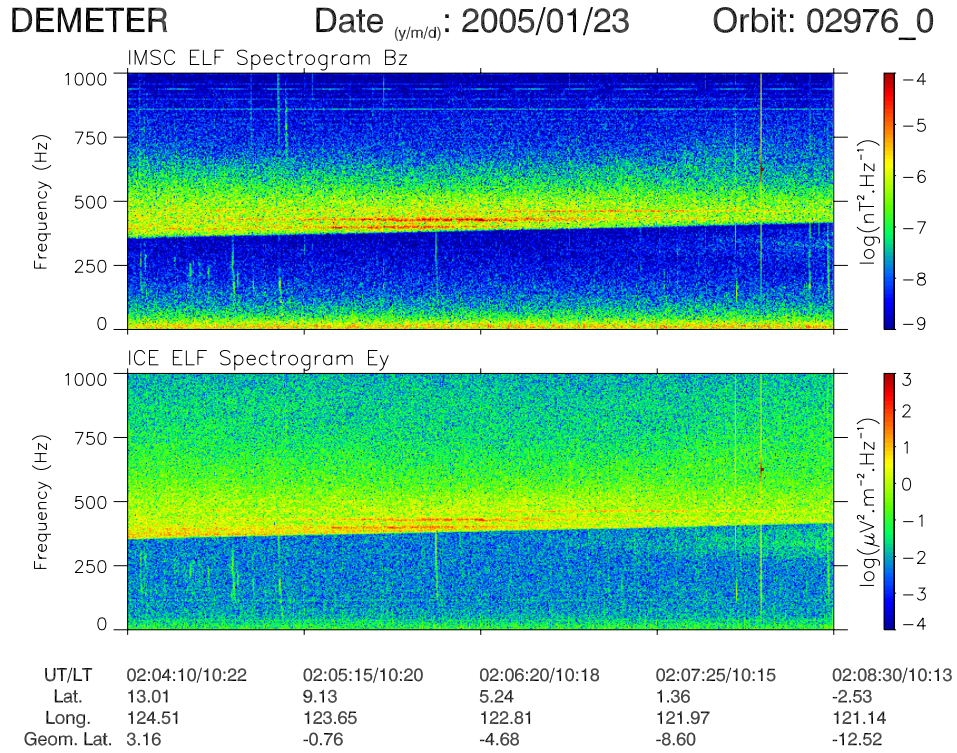 DEMETER Date (y/m/d): 2005/01/23 Orbit: 02976_0
IMSC ELF Spectrogram Bz
1000
750
500
250
0
Frequency (Hz)
−4
−5
−6
−7
−8
−9
log(nT².Hz⁻¹)
ICE ELF Spectrogram Ey
1000
750
500
250
0
Frequency (Hz)
3
2
1
0
−1
−2
−3
−4
log(μV².m⁻².Hz⁻¹)
UT/LT 02:04:10/10:22 02:05:15/10:20 02:06:20/10:18 02:07:25/10:15 02:08:30/10:13
Lat. 13.01 9.13 5.24 1.36 -2.53
Long. 124.51 123.65 122.81 121.97 121.14
Geom. Lat. 3.16 -0.76 -4.68 -8.60 -12.52